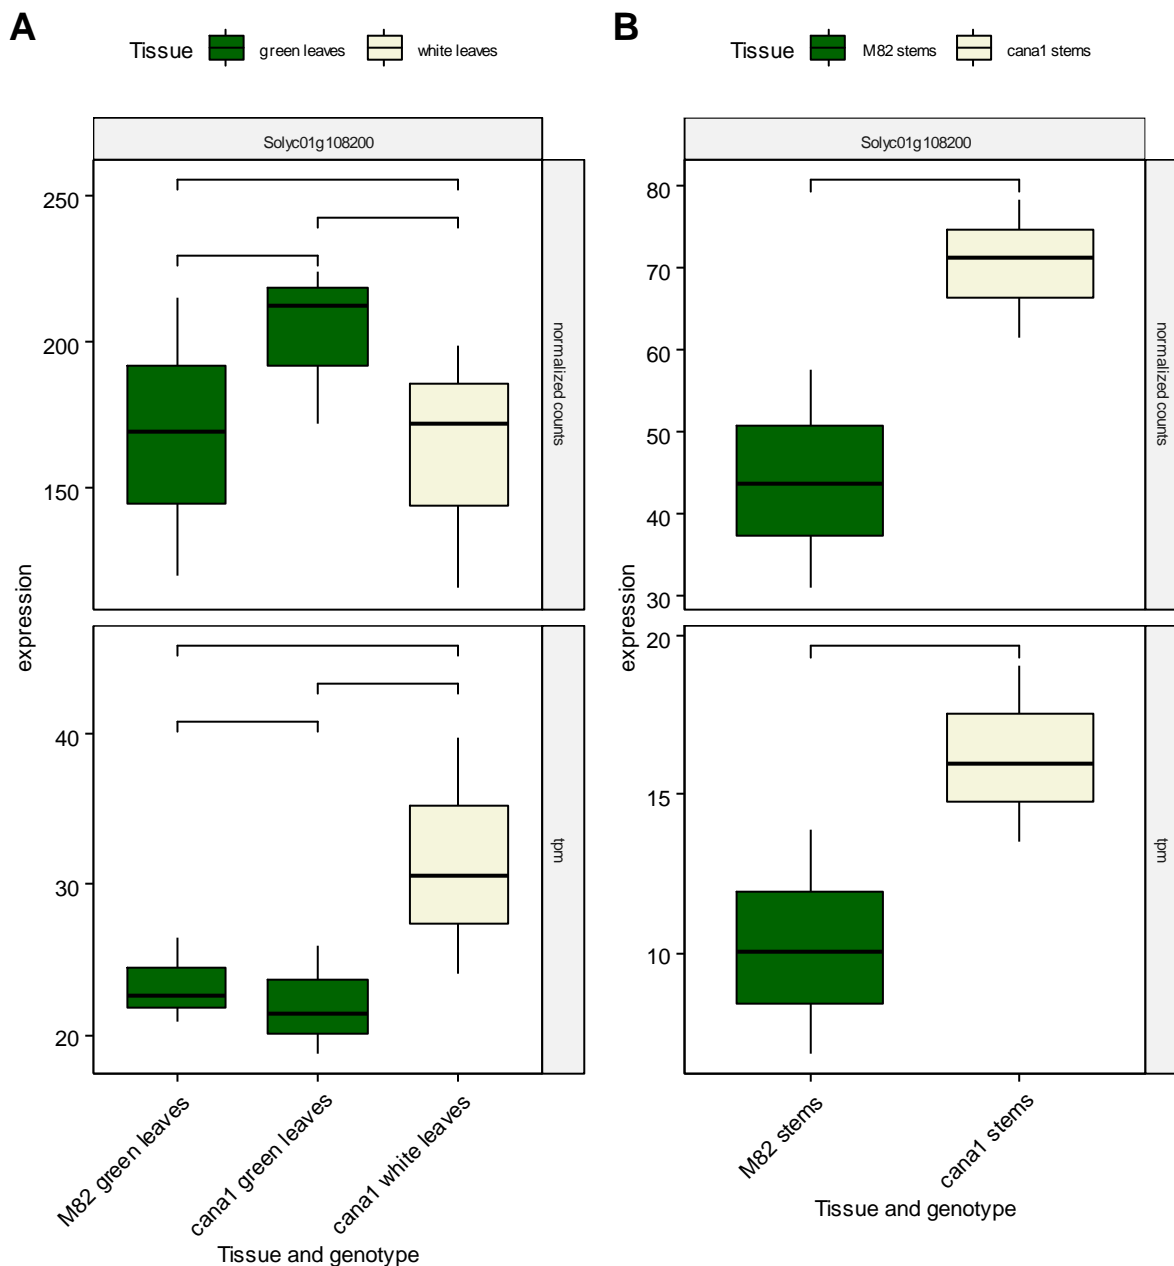 A
Tissue green leaves white leaves
Solyc01g108200
250
200
150
normalized counts
expression
40
30
20
tpm
M82 green leaves
cana1 green leaves
cana1 white leaves
Tissue and genotype
B
Tissue M82 stems cana1 stems
Solyc01g108200
80
70
60
50
40
30
normalized counts
expression
20
15
10
tpm
M82 stems
cana1 stems
Tissue and genotype